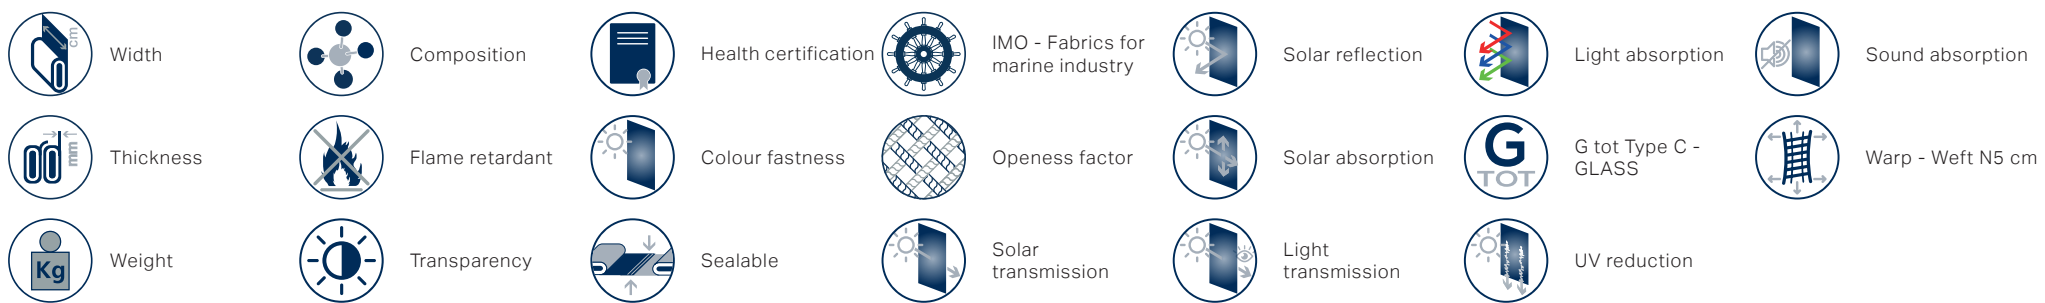 cm
Width
Composition
Health certification
IMO - Fabrics for
marine industry
Solar reflection
Light absorption
Sound absorption
mm
Thickness
Flame retardant
Colour fastness
Openess factor
Solar absorption
G
TOT
G tot Type C -
GLASS
Warp - Weft N5 cm
Kg
Weight
Transparency
Sealable
Solar
transmission
Light
transmission
UV reduction